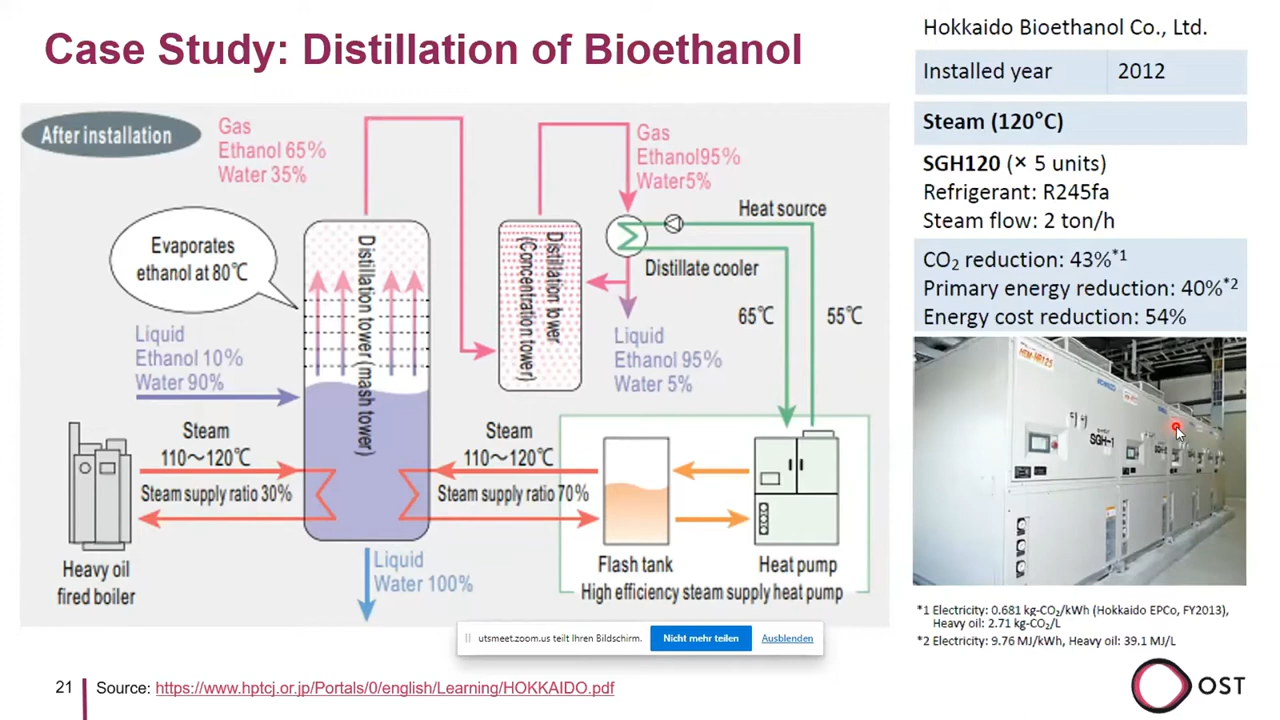 Case Study: Distillation of Bioethanol
After installation
Gas
Ethanol 65%
Water 35%
Gas
Ethanol95%
Water5%
Heat source
Evaporates
ethanol at 80℃
Distillation tower (mash tower)
Distillation tower
(Concentration tower)
Distillate cooler
65℃
55℃
Liquid
Ethanol 10%
Water 90%
Liquid
Ethanol 95%
Water 5%
Steam
110～120℃
Steam supply ratio 30%
Steam
110～120℃
Steam supply ratio 70%
Heavy oil
fired boiler
Liquid
Water 100%
Flash tank
Heat pump
High efficiency steam supply heat pump
Hokkaido Bioethanol Co., Ltd.
Installed year 2012
Steam (120°C)
SGH120 (× 5 units)
Refrigerant: R245fa
Steam flow: 2 ton/h
CO₂ reduction: 43%*1
Primary energy reduction: 40%*2
Energy cost reduction: 54%
SGH-1
*1 Electricity: 0.681 kg-CO₂/kWh (Hokkaido EPCo, FY2013),
Heavy oil: 2.71 kg-CO₂/L
*2 Electricity: 9.76 MJ/kWh, Heavy oil: 39.1 MJ/L
utsmeet.zoom.us teilt Ihren Bildschirm. Nicht mehr teilen Ausblenden
21 Source: https://www.hptcj.or.jp/Portals/0/english/Learning/HOKKAIDO.pdf
OST